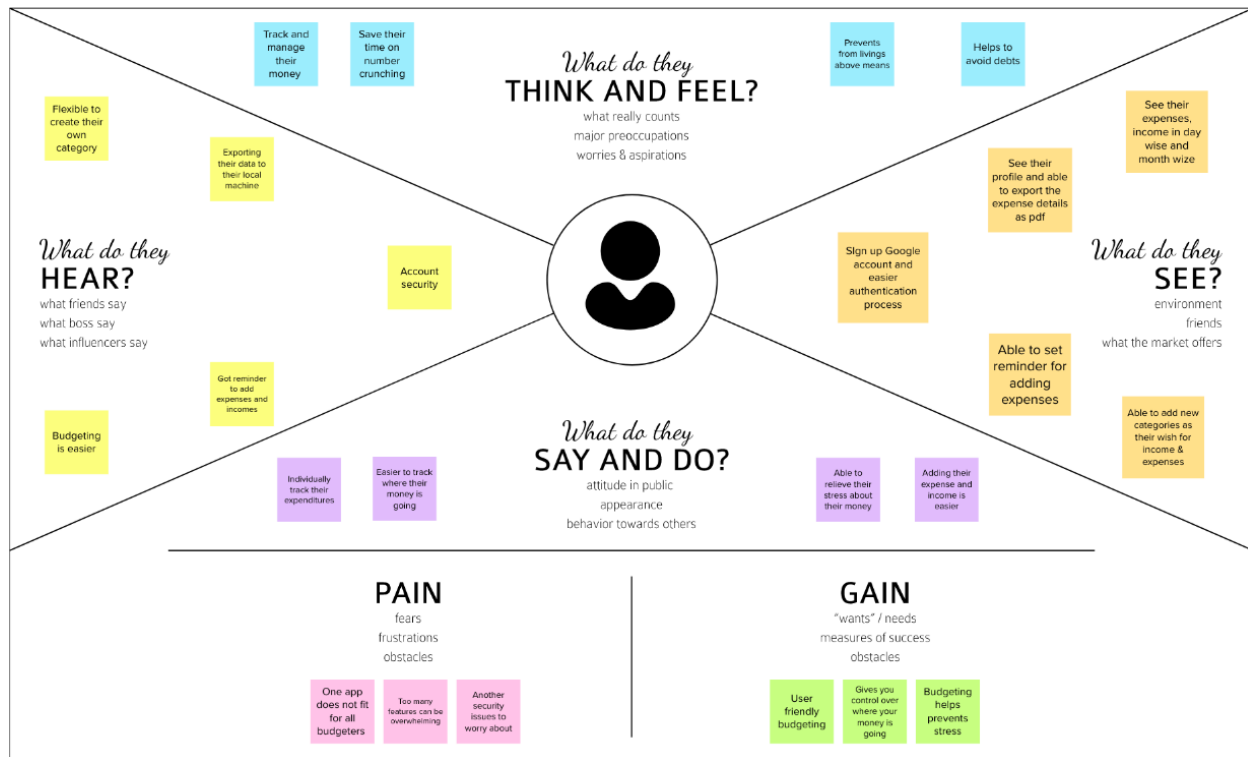 Track and
manage
their
money
Save their
time on
number
crunching
What do they
THINK AND FEEL?
what really counts
major preoccupations
worries & aspirations
Prevents
from livings
above means
Helps to
avoid debts
Flexible to
create their
own
category
Exporting
their data to
their local
machine
What do they
HEAR?
what friends say
what boss say
what influencers say
Account
security
Got reminder
to add
expenses and
incomes
Budgeting
is easier
See their
expenses,
income in day
wise and
month wize
See their
profile and able
to export the
expense details
as pdf
SIgn up Google
account and
easier
authentication
process
What do they
SEE?
environment
friends
what the market offers
Able to set
reminder for
adding
expenses
Able to add new
categories as
their wish for
income &
expenses
What do they
SAY AND DO?
attitude in public
appearance
behavior towards others
Individually
track their
expenditures
Easier to track
where their
money is
going
Able to
relieve their
stress about
their money
Adding their
expense and
income is
easier
PAIN
fears
frustrations
obstacles
One app
does not fit
for all
budgeters
Too many
features can be
overwhelming
Another
security
issues to
worry about
GAIN
"wants" / needs
measures of success
obstacles
User
friendly
budgeting
Gives you
control over
where your
money is
going
Budgeting
helps
prevents
stress